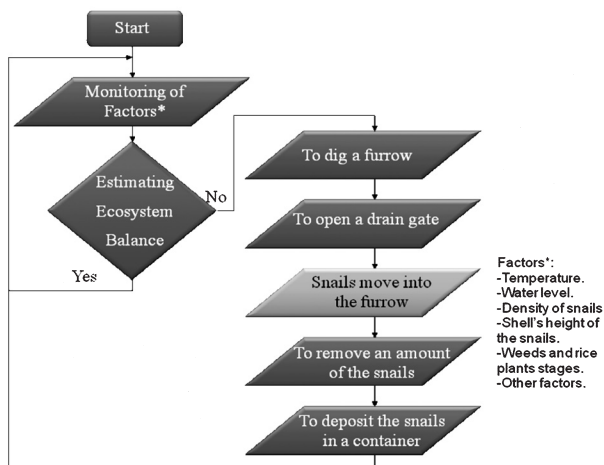 Start
Monitoring of
Factors*
Estimating
Ecosystem
Balance
No
Yes
To dig a furrow
To open a drain gate
Snails move into
the furrow
To remove an amount
of the snails
To deposit the snails
in a container
Factors*:
-Temperature.
-Water level.
-Density of snails
-Shell's height of
the snails.
-Weeds and rice
plants stages.
-Other factors.